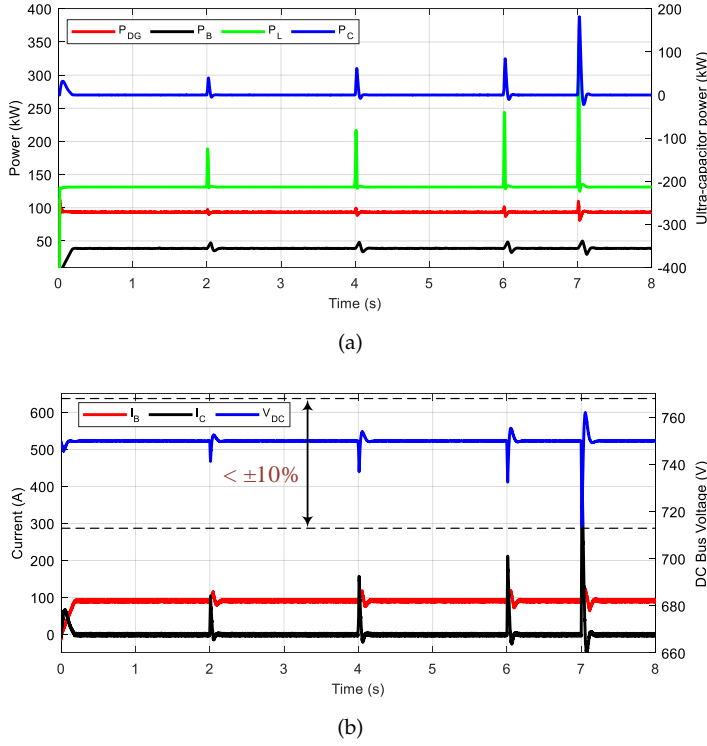 P_DG P_B P_L P_C
400
350
300
250
200
150
100
50
Power (kW)
200
100
0
-100
-200
-300
-400
Ultra-capacitor power (kW)
0 1 2 3 4 5 6 7 8
Time (s)
(a)
I_B I_C V_DC
600
500
400
300
200
100
0
Current (A)
< ±10%
760
740
720
700
680
660
DC Bus Voltage (V)
0 1 2 3 4 5 6 7 8
Time (s)
(b)